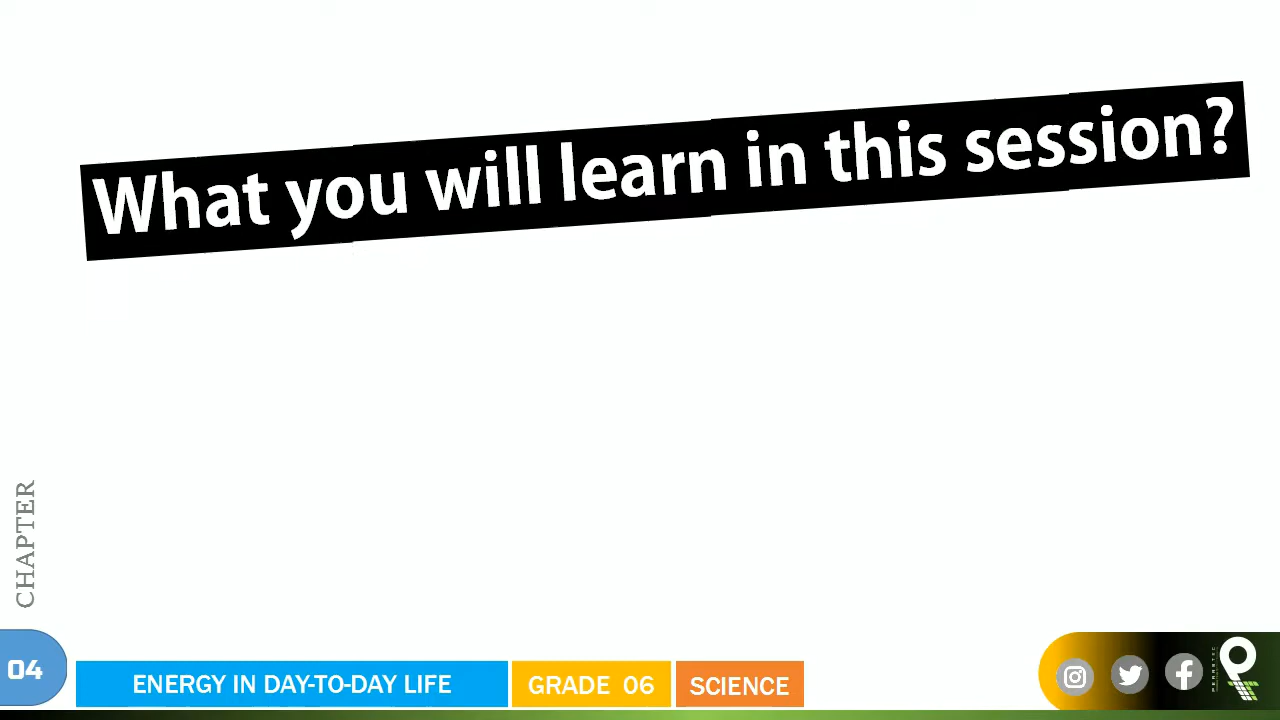 What you will learn in this session?
CHAPTER
04
ENERGY IN DAY-TO-DAY LIFE
GRADE 06
SCIENCE